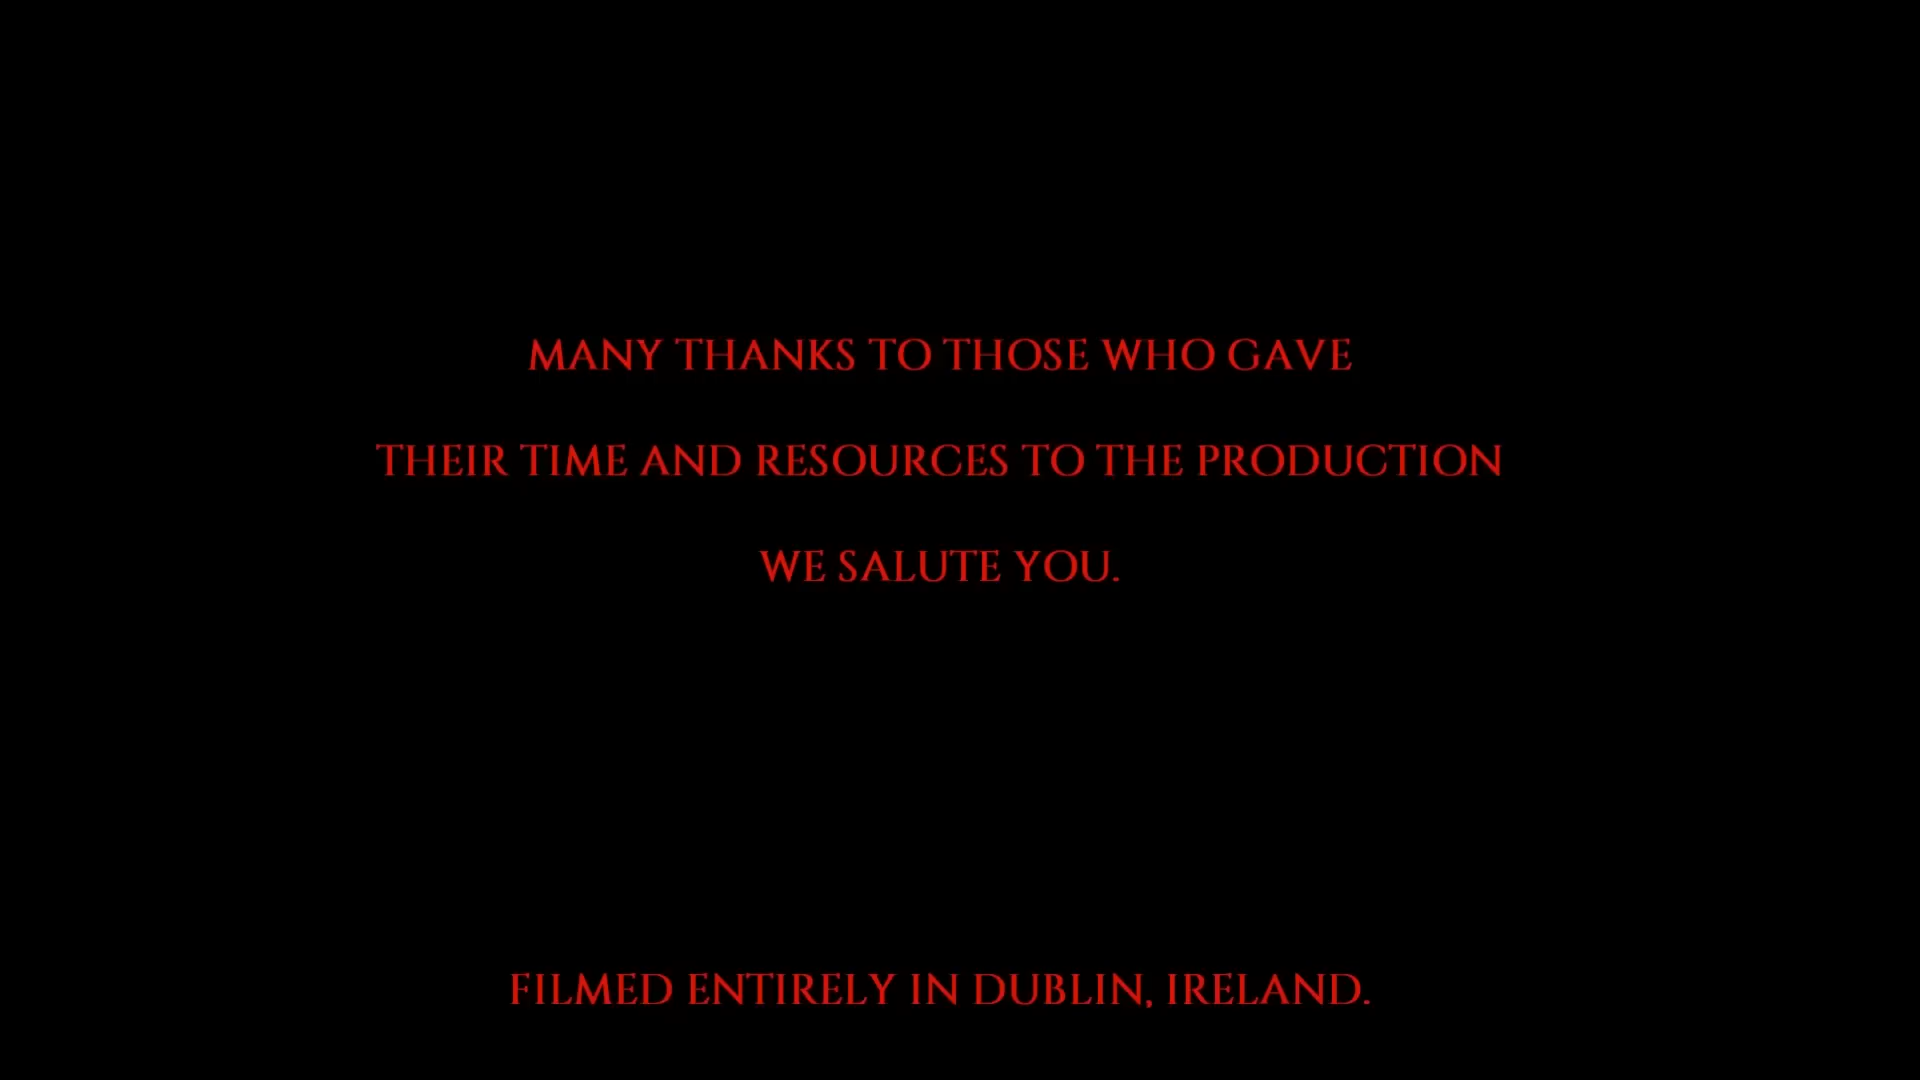 MANY THANKS TO THOSE WHO GAVE
THEIR TIME AND RESOURCES TO THE PRODUCTION
WE SALUTE YOU.
FILMED ENTIRELY IN DUBLIN, IRELAND.